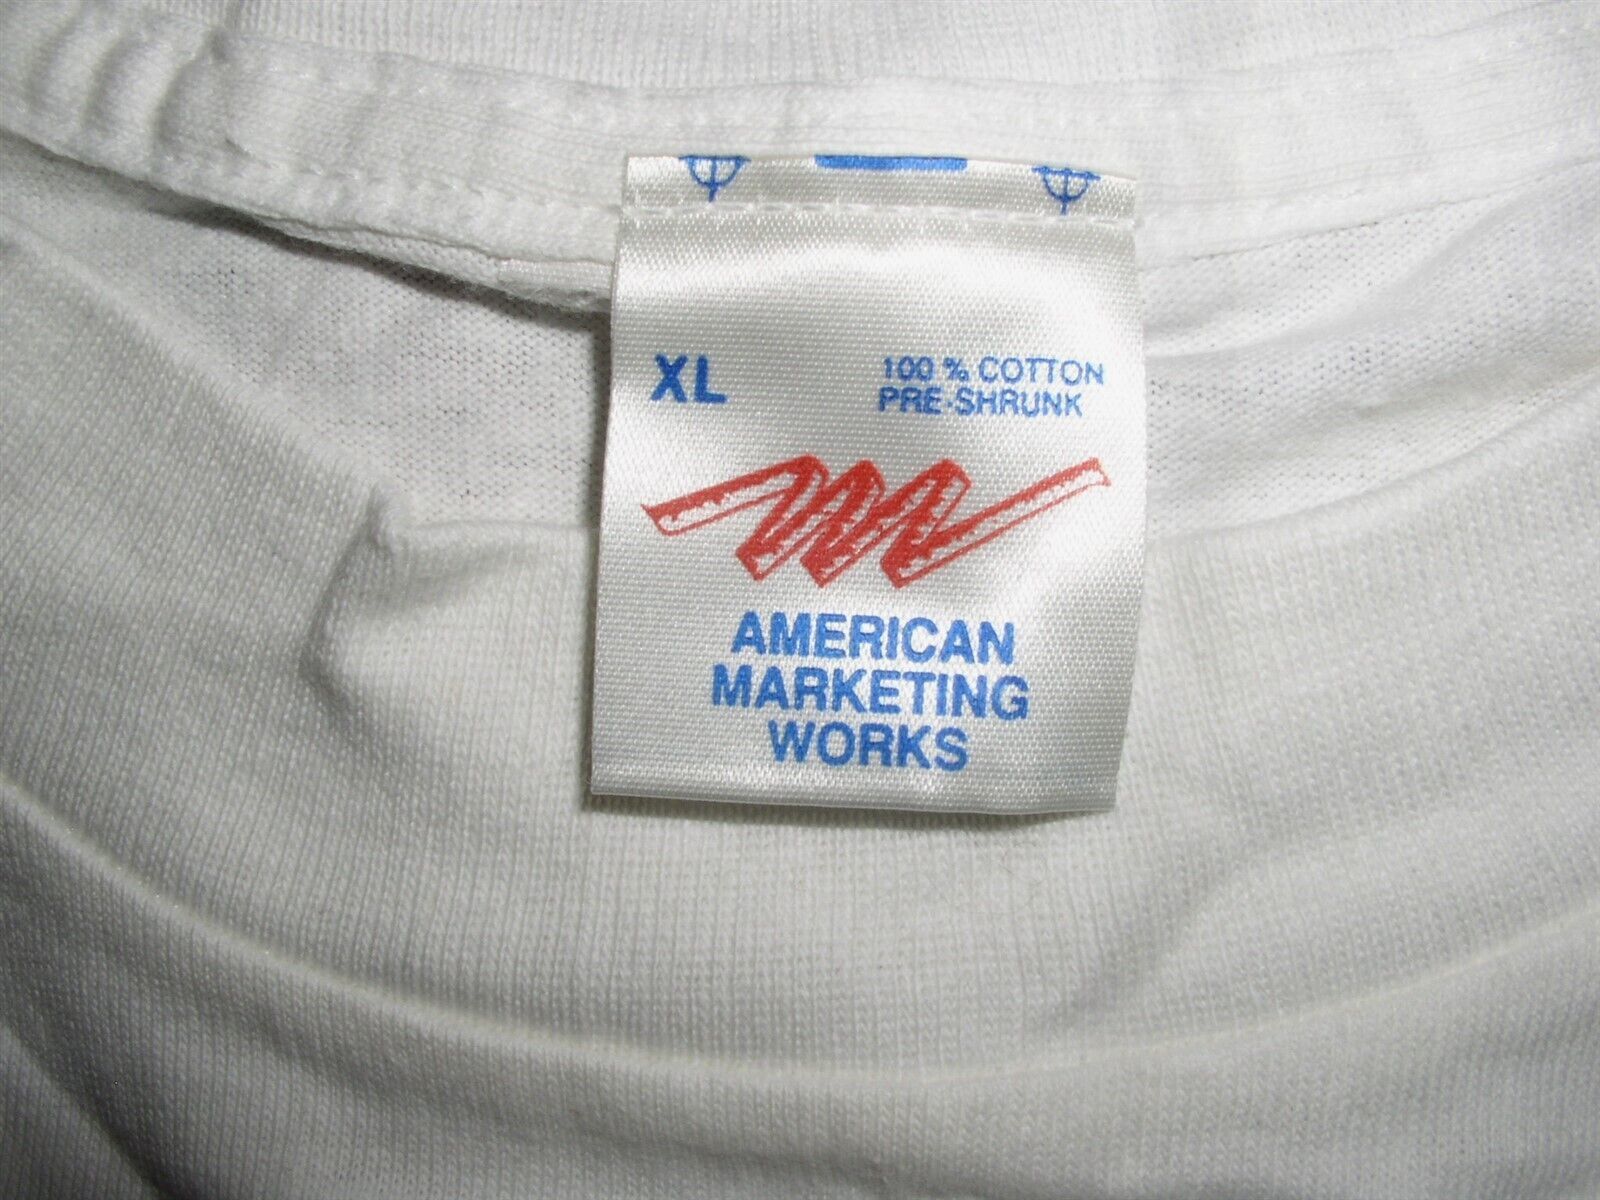 XL
100 % COTTON
PRE-SHRUNK
AMERICAN
MARKETING
WORKS